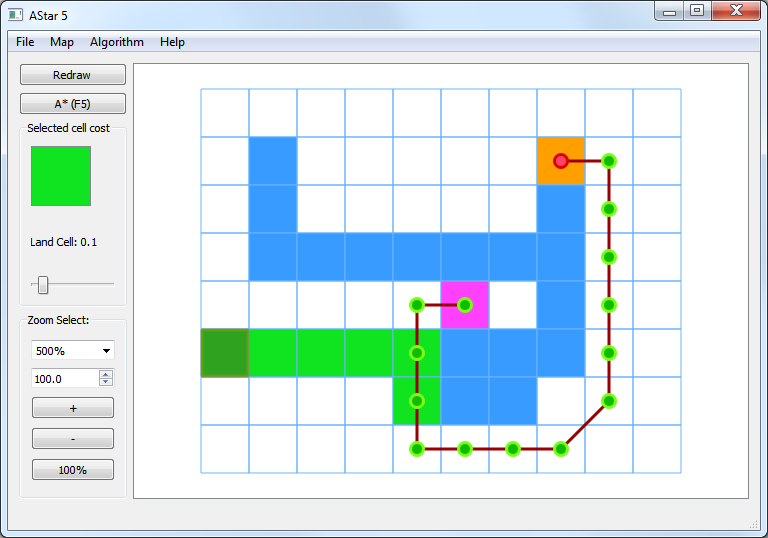 AStar 5
File Map Algorithm Help
Redraw
A* (F5)
Selected cell cost
Land Cell: 0.1
Zoom Select:
500%
100.0
+
-
100%